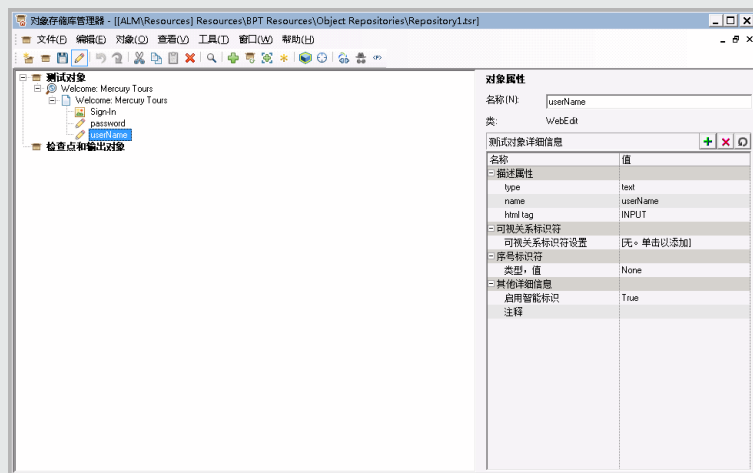 对象存储库管理器 - [[ALM\Resources] Resources\BPT Resources\Object Repositories\Repository1.tsr]
文件(F) 编辑(E) 对象(O) 查看(V) 工具(T) 窗口(W) 帮助(H)
测试对象
Welcome: Mercury Tours
Welcome: Mercury Tours
Sign-In
password
userName
检查点和输出对象
对象属性
名称(N): userName
类: WebEdit
测试对象详细信息
名称 值
描述属性
type text
name userName
html tag INPUT
可视关系标识符
可视关系标识符设置 [无。单击以添加]
序号标识符
类型，值 None
其他详细信息
启用智能标识 True
注释